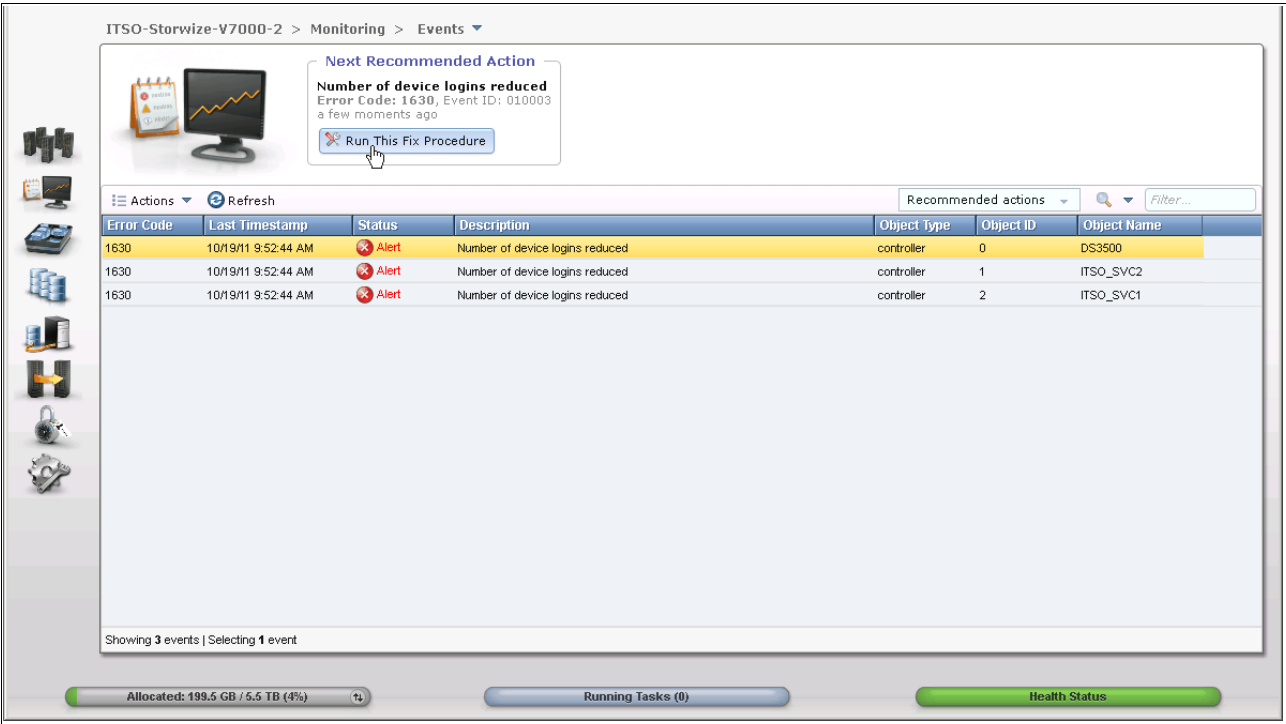 ITSO-Storwize-V7000-2 > Monitoring > Events
Next Recommended Action
Number of device logins reduced
Error Code: 1630, Event ID: 010003
a few moments ago
Run This Fix Procedure
Actions Refresh Recommended actions Filter...
Error Code Last Timestamp Status Description Object Type Object ID Object Name
1630 10/19/11 9:52:44 AM Alert Number of device logins reduced controller 0 DS3500
1630 10/19/11 9:52:44 AM Alert Number of device logins reduced controller 1 ITSO_SVC2
1630 10/19/11 9:52:44 AM Alert Number of device logins reduced controller 2 ITSO_SVC1
Showing 3 events | Selecting 1 event
Allocated: 199.5 GB / 5.5 TB (4%) Running Tasks (0) Health Status